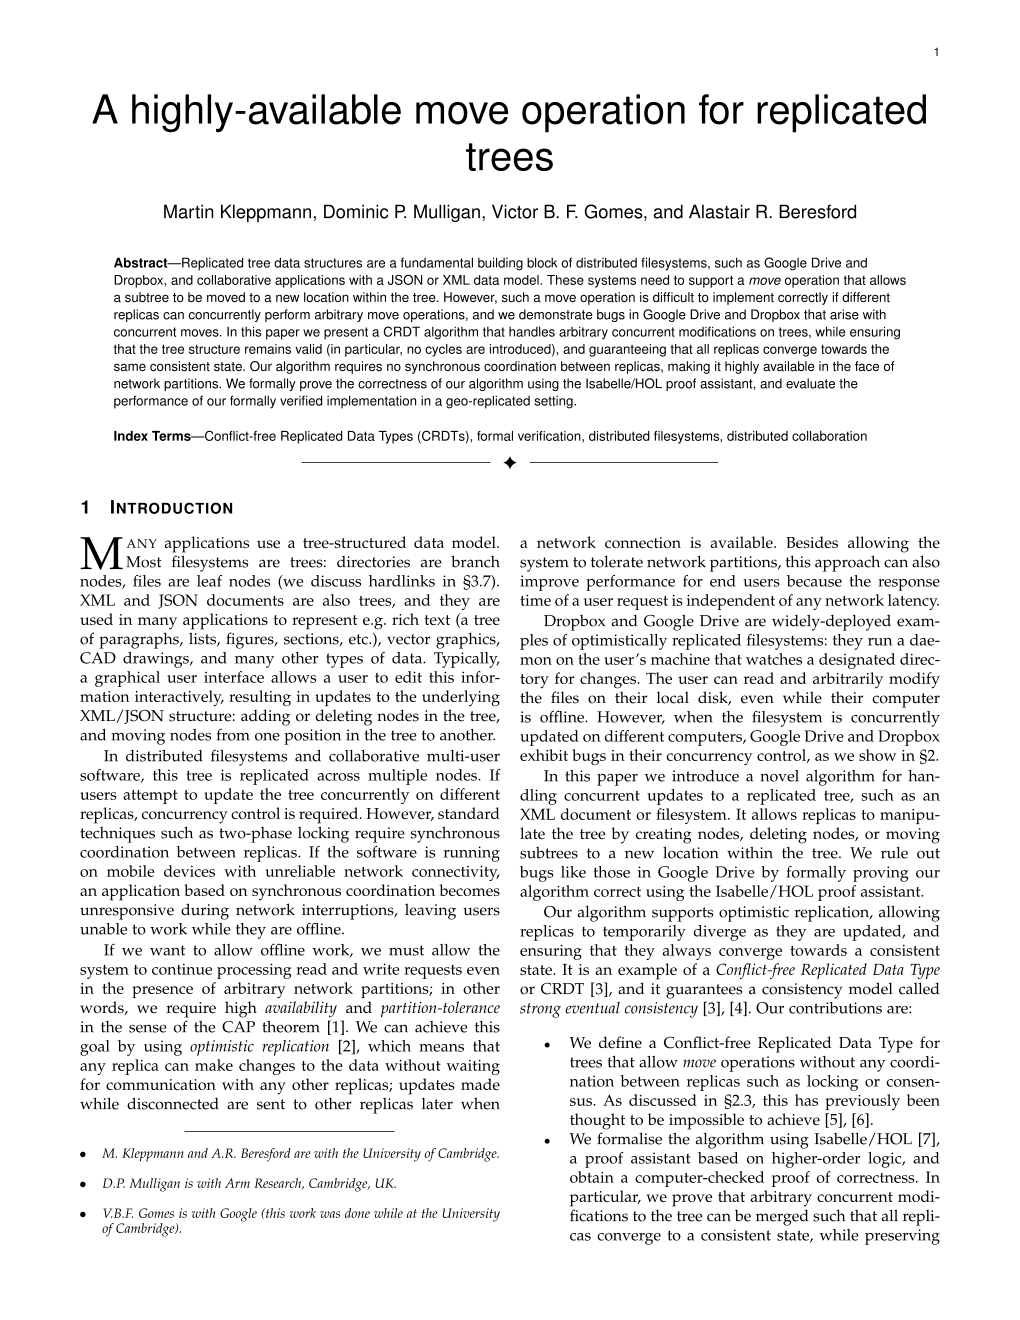 1
A highly-available move operation for replicated
trees
Martin Kleppmann, Dominic P. Mulligan, Victor B. F. Gomes, and Alastair R. Beresford
Abstract—Replicated tree data structures are a fundamental building block of distributed filesystems, such as Google Drive and
Dropbox, and collaborative applications with a JSON or XML data model. These systems need to support a move operation that allows
a subtree to be moved to a new location within the tree. However, such a move operation is difficult to implement correctly if different
replicas can concurrently perform arbitrary move operations, and we demonstrate bugs in Google Drive and Dropbox that arise with
concurrent moves. In this paper we present a CRDT algorithm that handles arbitrary concurrent modifications on trees, while ensuring
that the tree structure remains valid (in particular, no cycles are introduced), and guaranteeing that all replicas converge towards the
same consistent state. Our algorithm requires no synchronous coordination between replicas, making it highly available in the face of
network partitions. We formally prove the correctness of our algorithm using the Isabelle/HOL proof assistant, and evaluate the
performance of our formally verified implementation in a geo-replicated setting.
Index Terms—Conflict-free Replicated Data Types (CRDTs), formal verification, distributed filesystems, distributed collaboration
1 INTRODUCTION
MANY applications use a tree-structured data model.
Most filesystems are trees: directories are branch
nodes, files are leaf nodes (we discuss hardlinks in §3.7).
XML and JSON documents are also trees, and they are
used in many applications to represent e.g. rich text (a tree
of paragraphs, lists, figures, sections, etc.), vector graphics,
CAD drawings, and many other types of data. Typically,
a graphical user interface allows a user to edit this infor-
mation interactively, resulting in updates to the underlying
XML/JSON structure: adding or deleting nodes in the tree,
and moving nodes from one position in the tree to another.
In distributed filesystems and collaborative multi-user
software, this tree is replicated across multiple nodes. If
users attempt to update the tree concurrently on different
replicas, concurrency control is required. However, standard
techniques such as two-phase locking require synchronous
coordination between replicas. If the software is running
on mobile devices with unreliable network connectivity,
an application based on synchronous coordination becomes
unresponsive during network interruptions, leaving users
unable to work while they are offline.
If we want to allow offline work, we must allow the
system to continue processing read and write requests even
in the presence of arbitrary network partitions; in other
words, we require high availability and partition-tolerance
in the sense of the CAP theorem [1]. We can achieve this
goal by using optimistic replication [2], which means that
any replica can make changes to the data without waiting
for communication with any other replicas; updates made
while disconnected are sent to other replicas later when
• M. Kleppmann and A.R. Beresford are with the University of Cambridge.
• D.P. Mulligan is with Arm Research, Cambridge, UK.
• V.B.F. Gomes is with Google (this work was done while at the University
of Cambridge).
a network connection is available. Besides allowing the
system to tolerate network partitions, this approach can also
improve performance for end users because the response
time of a user request is independent of any network latency.
Dropbox and Google Drive are widely-deployed exam-
ples of optimistically replicated filesystems: they run a dae-
mon on the user's machine that watches a designated direc-
tory for changes. The user can read and arbitrarily modify
the files on their local disk, even while their computer
is offline. However, when the filesystem is concurrently
updated on different computers, Google Drive and Dropbox
exhibit bugs in their concurrency control, as we show in §2.
In this paper we introduce a novel algorithm for han-
dling concurrent updates to a replicated tree, such as an
XML document or filesystem. It allows replicas to manipu-
late the tree by creating nodes, deleting nodes, or moving
subtrees to a new location within the tree. We rule out
bugs like those in Google Drive by formally proving our
algorithm correct using the Isabelle/HOL proof assistant.
Our algorithm supports optimistic replication, allowing
replicas to temporarily diverge as they are updated, and
ensuring that they always converge towards a consistent
state. It is an example of a Conflict-free Replicated Data Type
or CRDT [3], and it guarantees a consistency model called
strong eventual consistency [3], [4]. Our contributions are:
• We define a Conflict-free Replicated Data Type for
trees that allow move operations without any coordi-
nation between replicas such as locking or consen-
sus. As discussed in §2.3, this has previously been
thought to be impossible to achieve [5], [6].
• We formalise the algorithm using Isabelle/HOL [7],
a proof assistant based on higher-order logic, and
obtain a computer-checked proof of correctness. In
particular, we prove that arbitrary concurrent modi-
fications to the tree can be merged such that all repli-
cas converge to a consistent state, while preserving